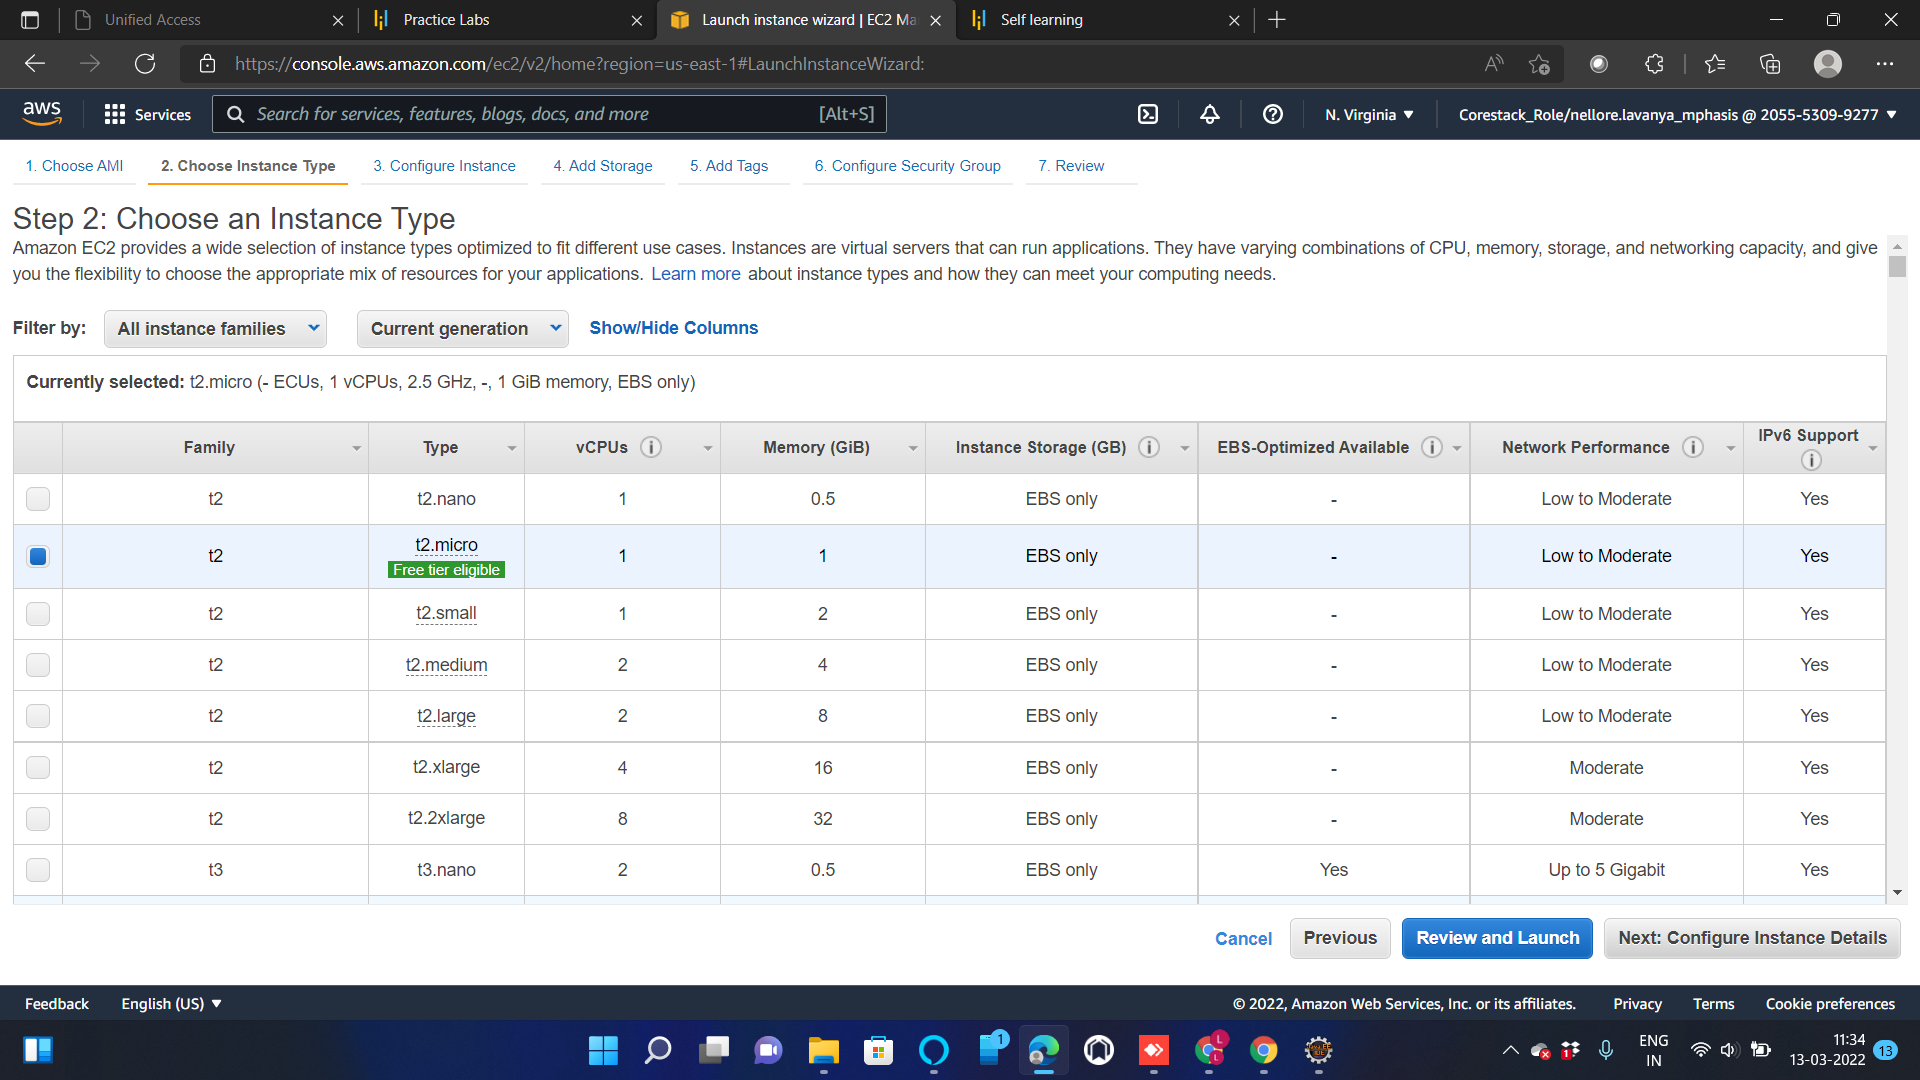 Unified Access
Practice Labs
Launch instance wizard | EC2 Ma
Self learning
https://console.aws.amazon.com/ec2/v2/home?region=us-east-1#LaunchInstanceWizard:
aws
Services
Search for services, features, blogs, docs, and more
[Alt+S]
N. Virginia
Corestack_Role/nellore.lavanya_mphasis @ 2055-5309-9277
1. Choose AMI
2. Choose Instance Type
3. Configure Instance
4. Add Storage
5. Add Tags
6. Configure Security Group
7. Review
Step 2: Choose an Instance Type
Amazon EC2 provides a wide selection of instance types optimized to fit different use cases. Instances are virtual servers that can run applications. They have varying combinations of CPU, memory, storage, and networking capacity, and give
you the flexibility to choose the appropriate mix of resources for your applications. Learn more about instance types and how they can meet your computing needs.
Filter by: All instance families Current generation Show/Hide Columns
Currently selected: t2.micro (- ECUs, 1 vCPUs, 2.5 GHz, -, 1 GiB memory, EBS only)
Family Type vCPUs Memory (GiB) Instance Storage (GB) EBS-Optimized Available Network Performance IPv6 Support
t2 t2.nano 1 0.5 EBS only - Low to Moderate Yes
t2 t2.micro 1 1 EBS only - Low to Moderate Yes
Free tier eligible
t2 t2.small 1 2 EBS only - Low to Moderate Yes
t2 t2.medium 2 4 EBS only - Low to Moderate Yes
t2 t2.large 2 8 EBS only - Low to Moderate Yes
t2 t2.xlarge 4 16 EBS only - Moderate Yes
t2 t2.2xlarge 8 32 EBS only - Moderate Yes
t3 t3.nano 2 0.5 EBS only Yes Up to 5 Gigabit Yes
Cancel
Previous
Review and Launch
Next: Configure Instance Details
Feedback
English (US)
© 2022, Amazon Web Services, Inc. or its affiliates.
Privacy
Terms
Cookie preferences
1
L
L
1
ENG
IN
11:34
13-03-2022
13